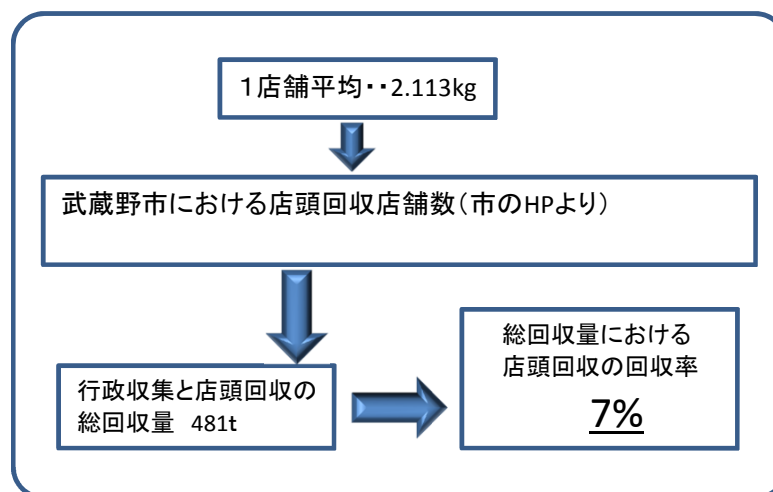 １店舗平均・・2.113kg
武蔵野市における店頭回収店舗数（市のHPより）
行政収集と店頭回収の
総回収量 481t
総回収量における
店頭回収の回収率
7%